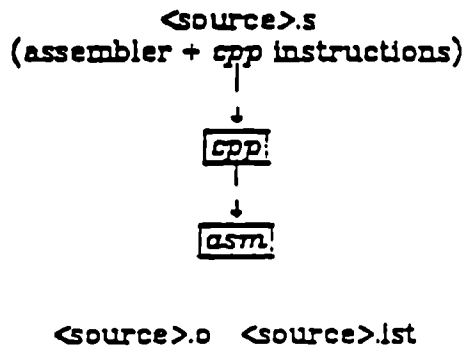 <source>.s
(assembler + cpp instructions)
cpp
asm
<source>.o <source>.lst